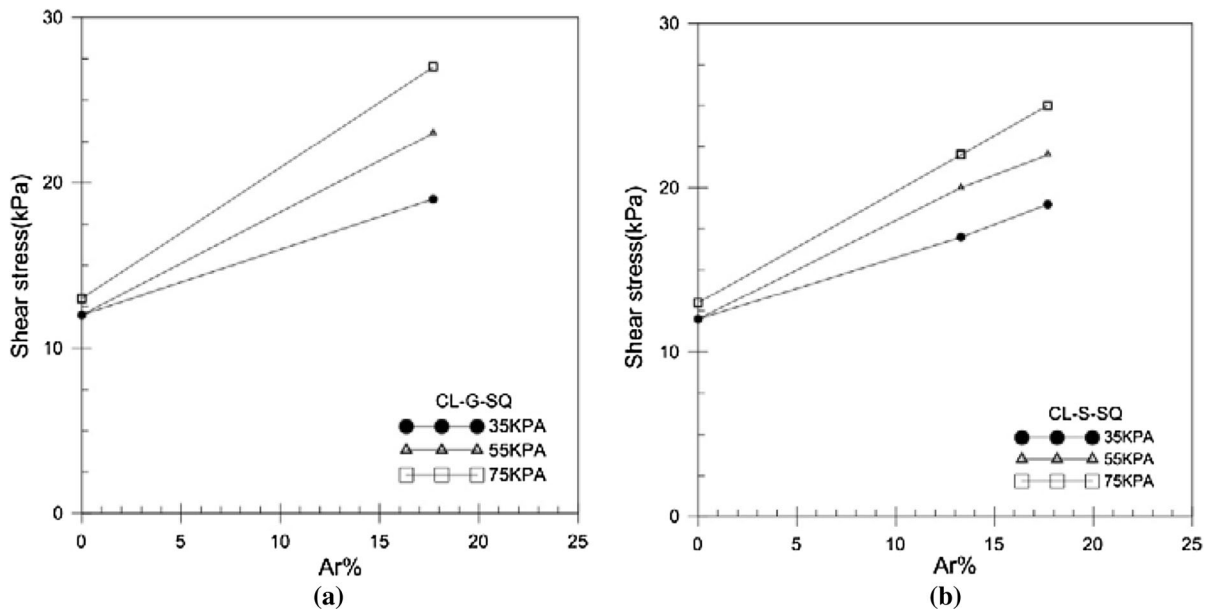 30
20
10
0
Shear stress(kPa)
0 5 10 15 20 25
Ar%
CL-G-SQ
35KPA
55KPA
75KPA
(a)
30
20
10
0
Shear stress(kPa)
0 5 10 15 20 25
Ar%
CL-S-SQ
35KPA
55KPA
75KPA
(b)